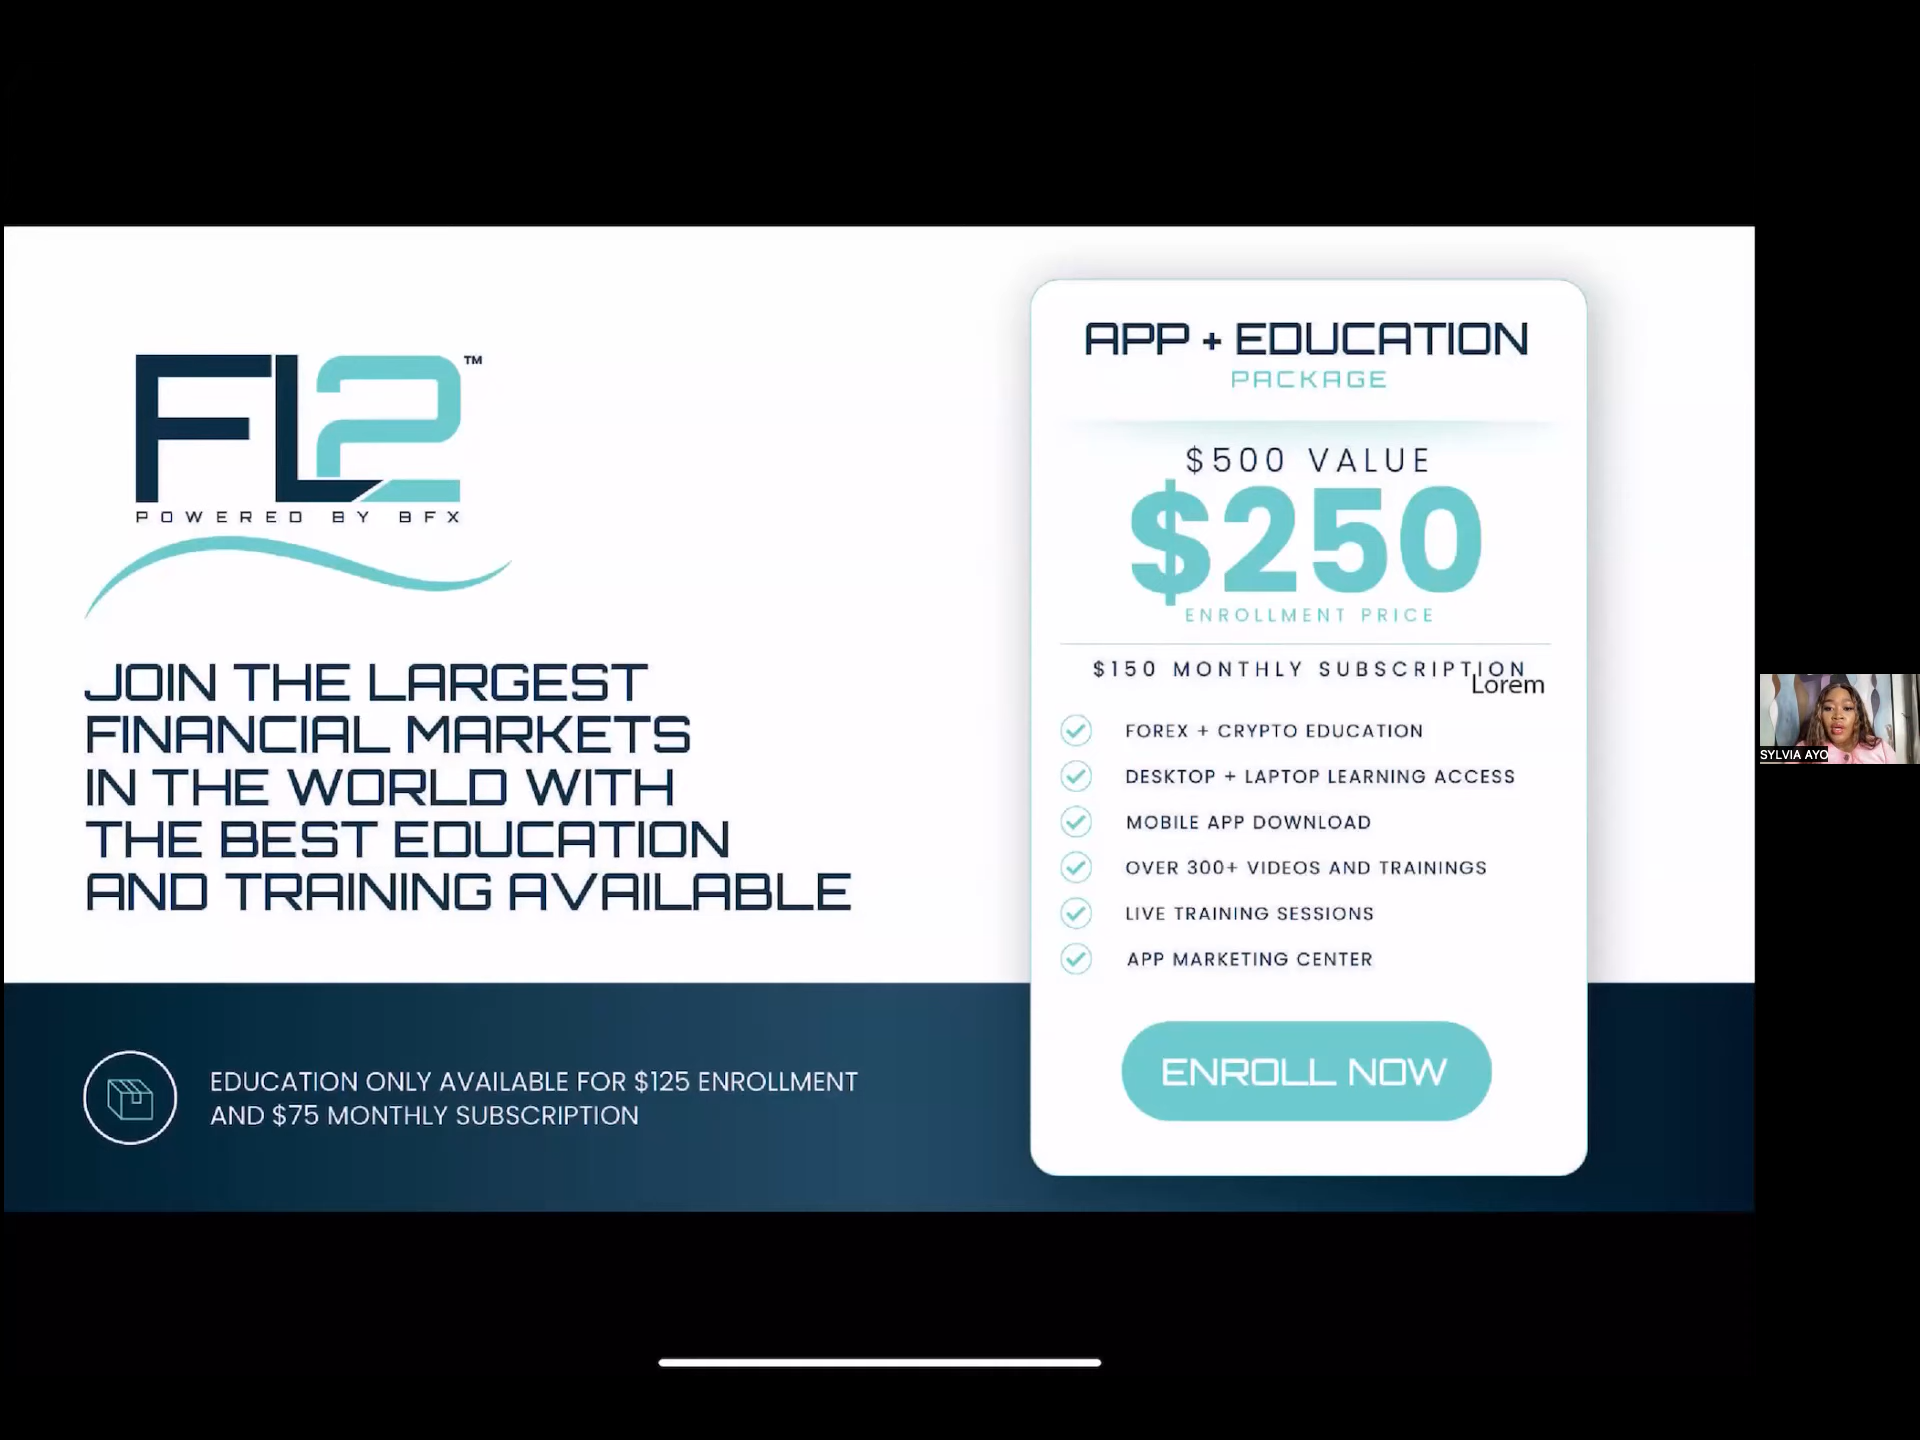 FL2™
POWERED BY BFX
JOIN THE LARGEST
FINANCIAL MARKETS
IN THE WORLD WITH
THE BEST EDUCATION
AND TRAINING AVAILABLE
EDUCATION ONLY AVAILABLE FOR $125 ENROLLMENT
AND $75 MONTHLY SUBSCRIPTION
APP + EDUCATION
PACKAGE
$500 VALUE
$250
ENROLLMENT PRICE
$150 MONTHLY SUBSCRIPTION
Lorem
FOREX + CRYPTO EDUCATION
DESKTOP + LAPTOP LEARNING ACCESS
MOBILE APP DOWNLOAD
OVER 300+ VIDEOS AND TRAININGS
LIVE TRAINING SESSIONS
APP MARKETING CENTER
ENROLL NOW
SYLVIA AYO